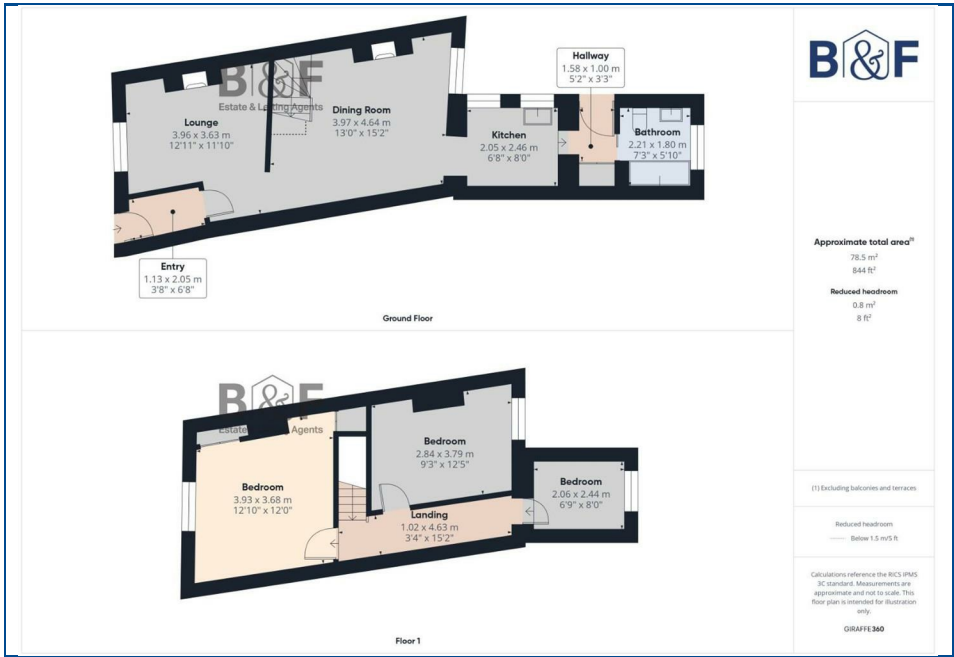 B&F
Estate & Letting Agents
Lounge
3.96 x 3.63 m
12'11" x 11'10"
Dining Room
3.97 x 4.64 m
13'0" x 15'2"
Hallway
1.58 x 1.00 m
5'2" x 3'3"
Kitchen
2.05 x 2.46 m
6'8" x 8'0"
Bathroom
2.21 x 1.80 m
7'3" x 5'10"
Entry
1.13 x 2.05 m
3'8" x 6'8"
Ground Floor
B&F
Estate Agents
Bedroom
3.93 x 3.68 m
12'10" x 12'0"
Bedroom
2.84 x 3.79 m
9'3" x 12'5"
Bedroom
2.06 x 2.44 m
6'9" x 8'0"
Landing
1.02 x 4.63 m
3'4" x 15'2"
Floor 1
B&F
Approximate total area⁽¹⁾
78.5 m²
844 ft²
Reduced headroom
0.8 m²
8 ft²
(1) Excluding balconies and terraces
Reduced headroom
Below 1.5 m/5 ft
Calculations reference the RICS IPMS
3C standard. Measurements are
approximate and not to scale. This
floor plan is intended for illustration
only.
GIRAFFE360